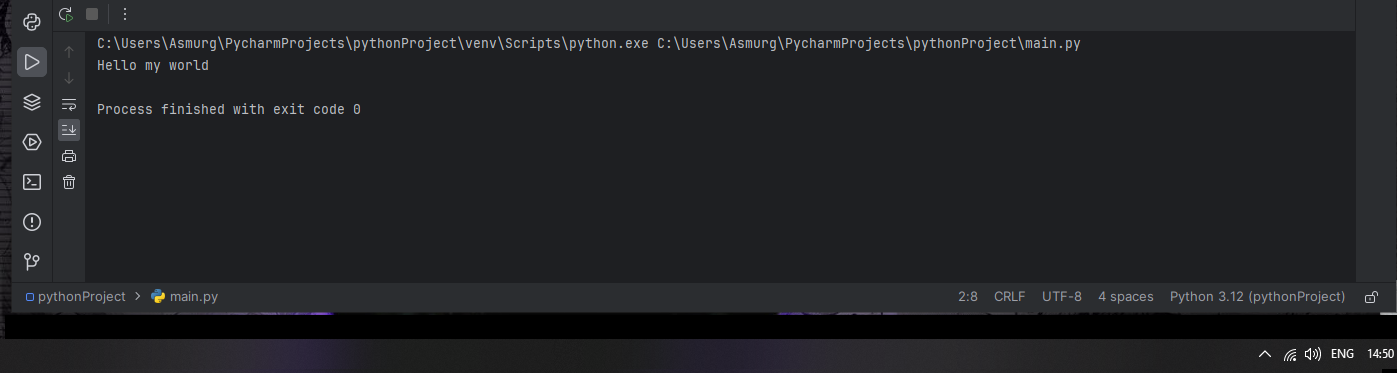 C:\Users\Asmurg\PycharmProjects\pythonProject\venv\Scripts\python.exe C:\Users\Asmurg\PycharmProjects\pythonProject\main.py
Hello my world
Process finished with exit code 0
pythonProject > main.py 2:8 CRLF UTF-8 4 spaces Python 3.12 (pythonProject)
ENG 14:50